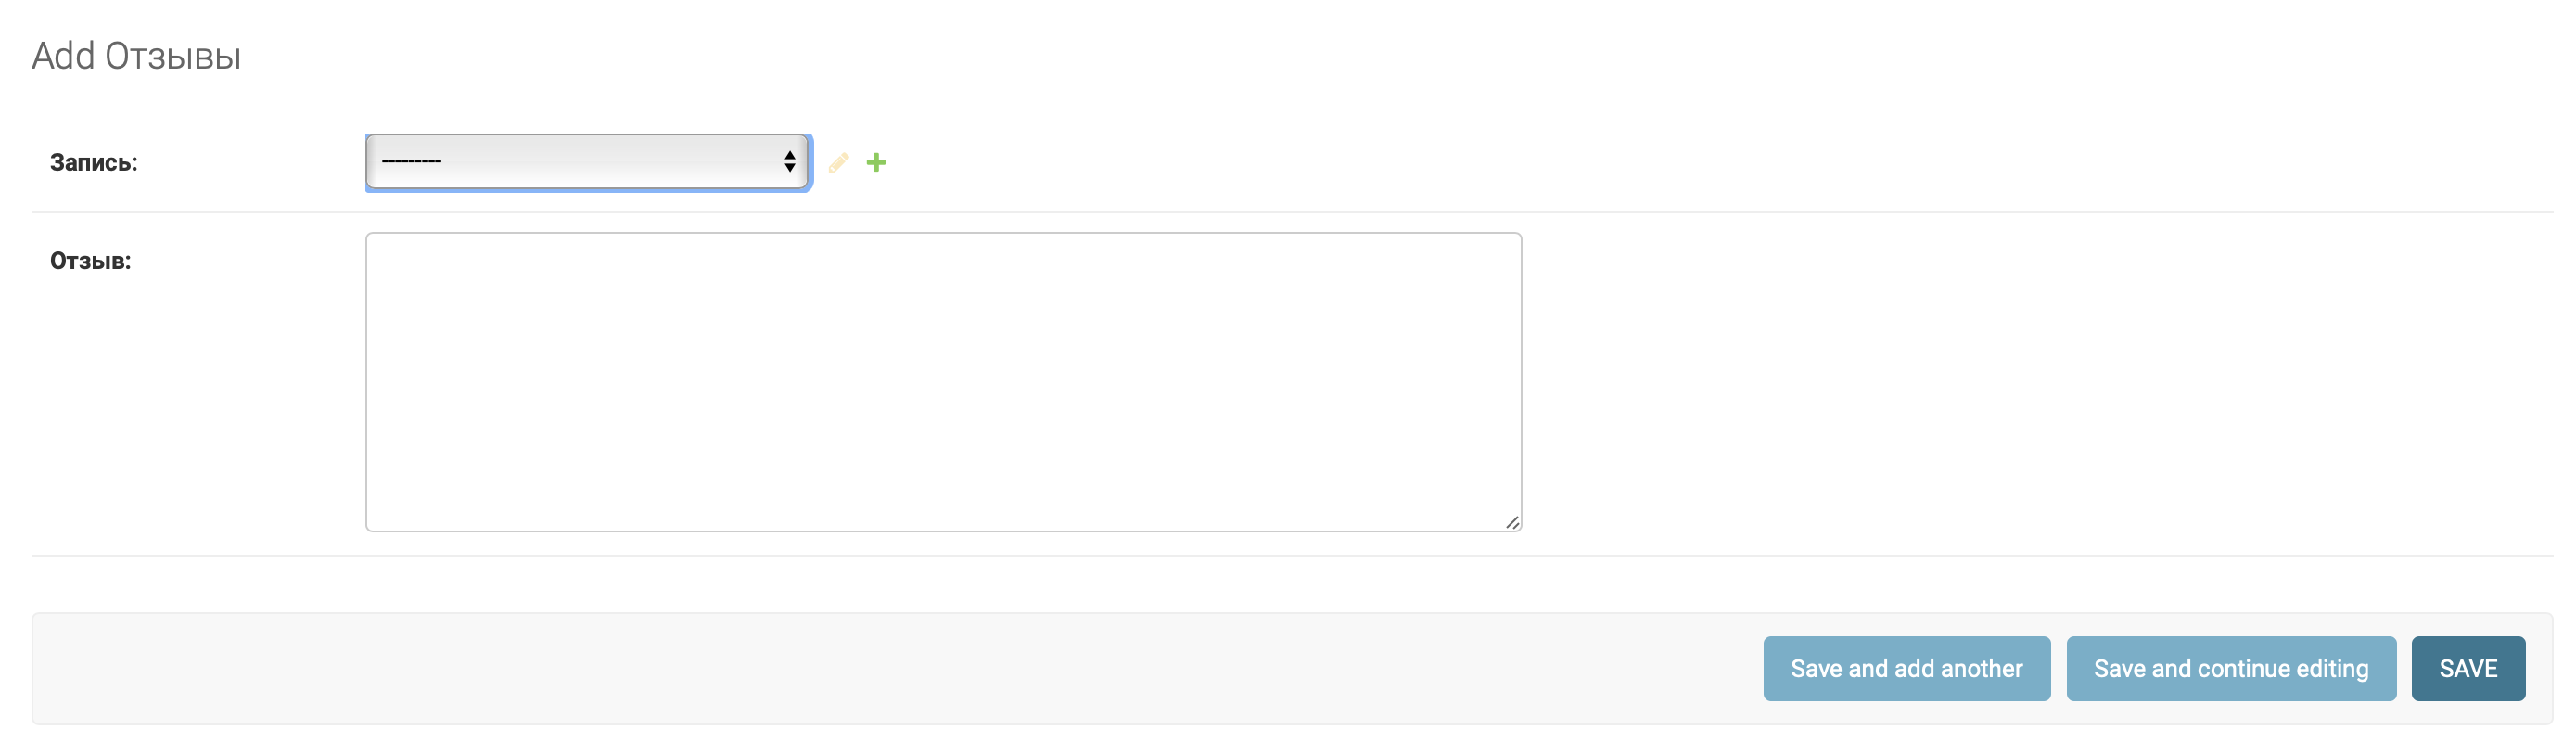 Add Отзывы
Запись:
---------
Отзыв:
Save and add another
Save and continue editing
SAVE